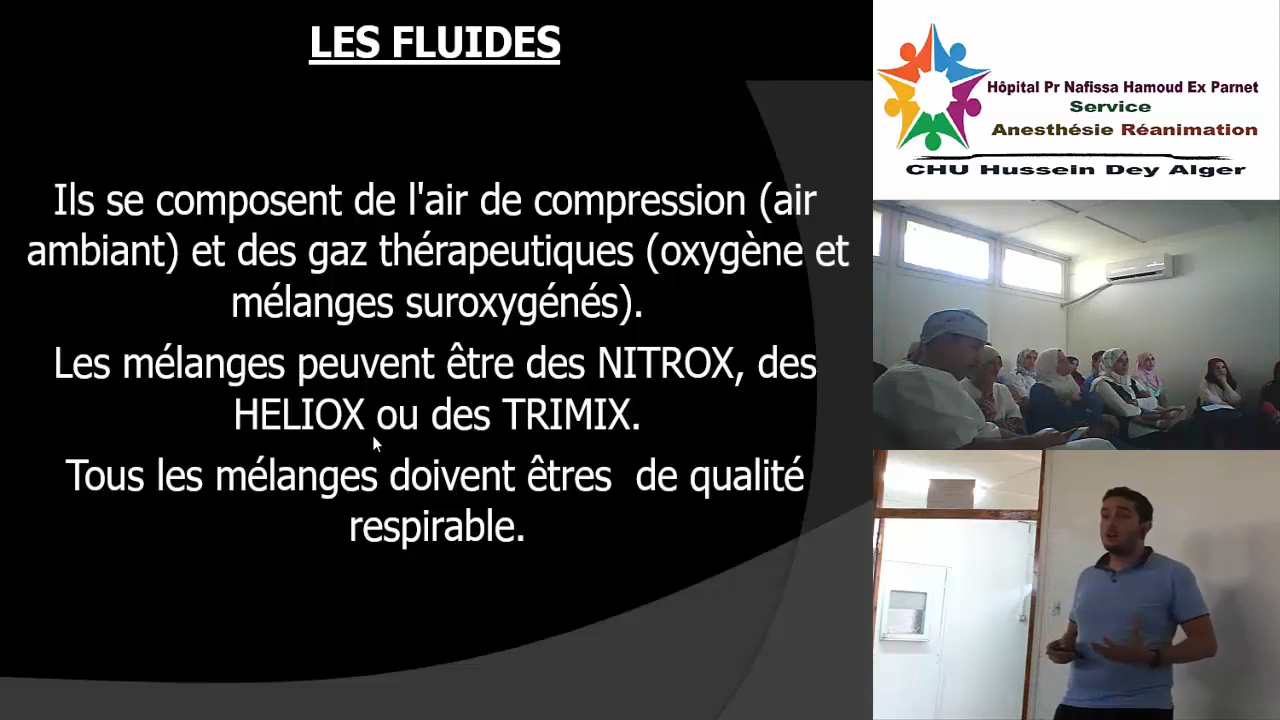 LES FLUIDES
Ils se composent de l'air de compression (air
ambiant) et des gaz thérapeutiques (oxygène et
mélanges suroxygénés).
Les mélanges peuvent être des NITROX, des
HELIOX ou des TRIMIX.
Tous les mélanges doivent êtres  de qualité
respirable.
Hôpital Pr Nafissa Hamoud Ex Parnet
Service
Anesthésie Réanimation
CHU Hussein Dey Alger